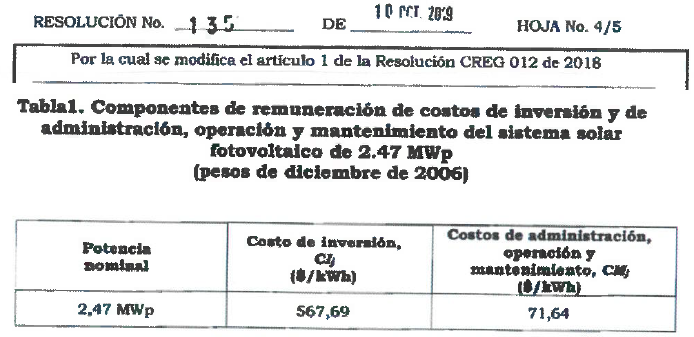 RESOLUCIÓN No. 135 DE 10 OCT. 2019 HOJA No. 4/5
Por la cual se modifica el artículo 1 de la Resolución CREG 012 de 2018
Tabla1. Componentes de remuneración de costos de inversión y de
administración, operación y mantenimiento del sistema solar
fotovoltaico de 2.47 MWp
(pesos de diciembre de 2006)
Potencia nominal
Costo de inversión, CIj ($/kWh)
Costos de administración, operación y mantenimiento, CMj ($/kWh)
2,47 MWp 567,69 71,64